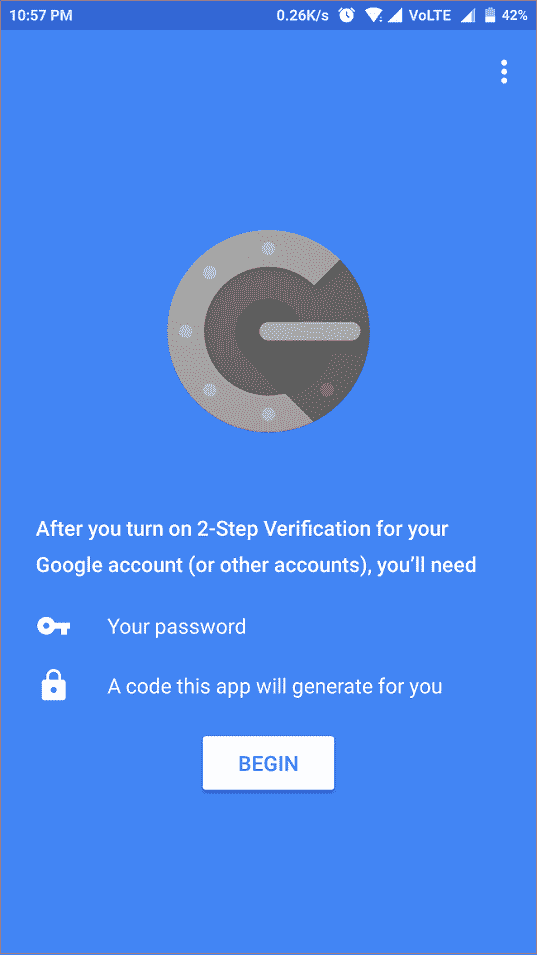 10:57 PM 0.26K/s VoLTE 42%
After you turn on 2-Step Verification for your
Google account (or other accounts), you’ll need
Your password
A code this app will generate for you
BEGIN